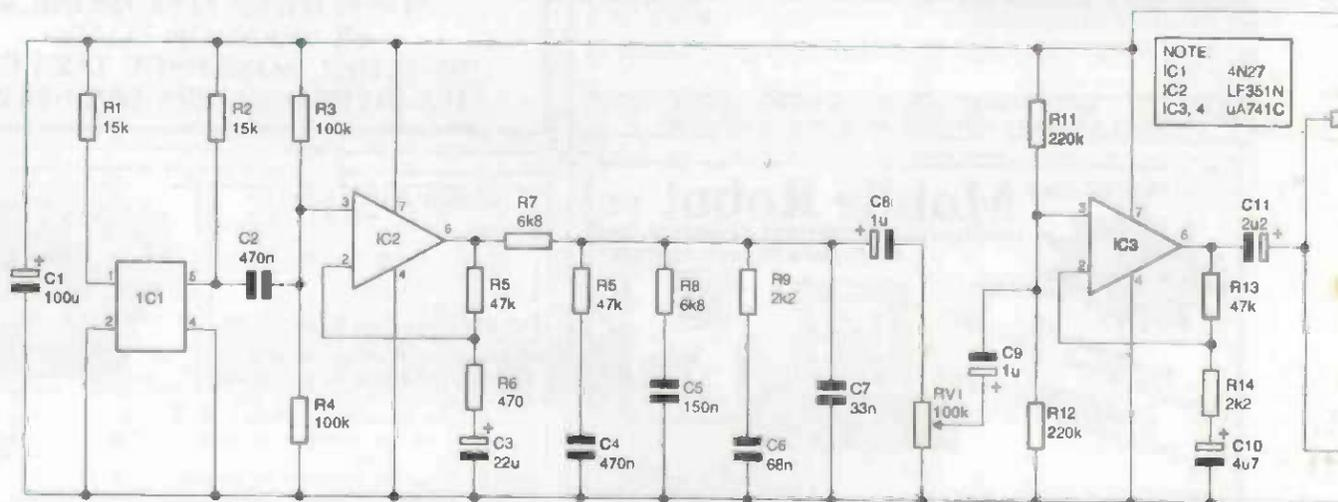 NOTE:
IC1 4N27
IC2 LF351N
IC3, 4 uA741C
R1
15k
R2
15k
R3
100k
R11
220k
3
7
IC2
6
2
4
R7
6k8
C8
1u
+
3
7
IC3
6
2
4
C11
2u2
+
C2
470n
+
C1
100u
1
5
1C1
2
4
R5
47k
R5
47k
R8
6k8
R9
2k2
R13
47k
C9
1u
+
R4
100k
R6
470
+
C3
22u
C4
470n
C5
150n
C6
68n
C7
33n
RV1
100k
R12
220k
R14
2k2
+
C10
4u7